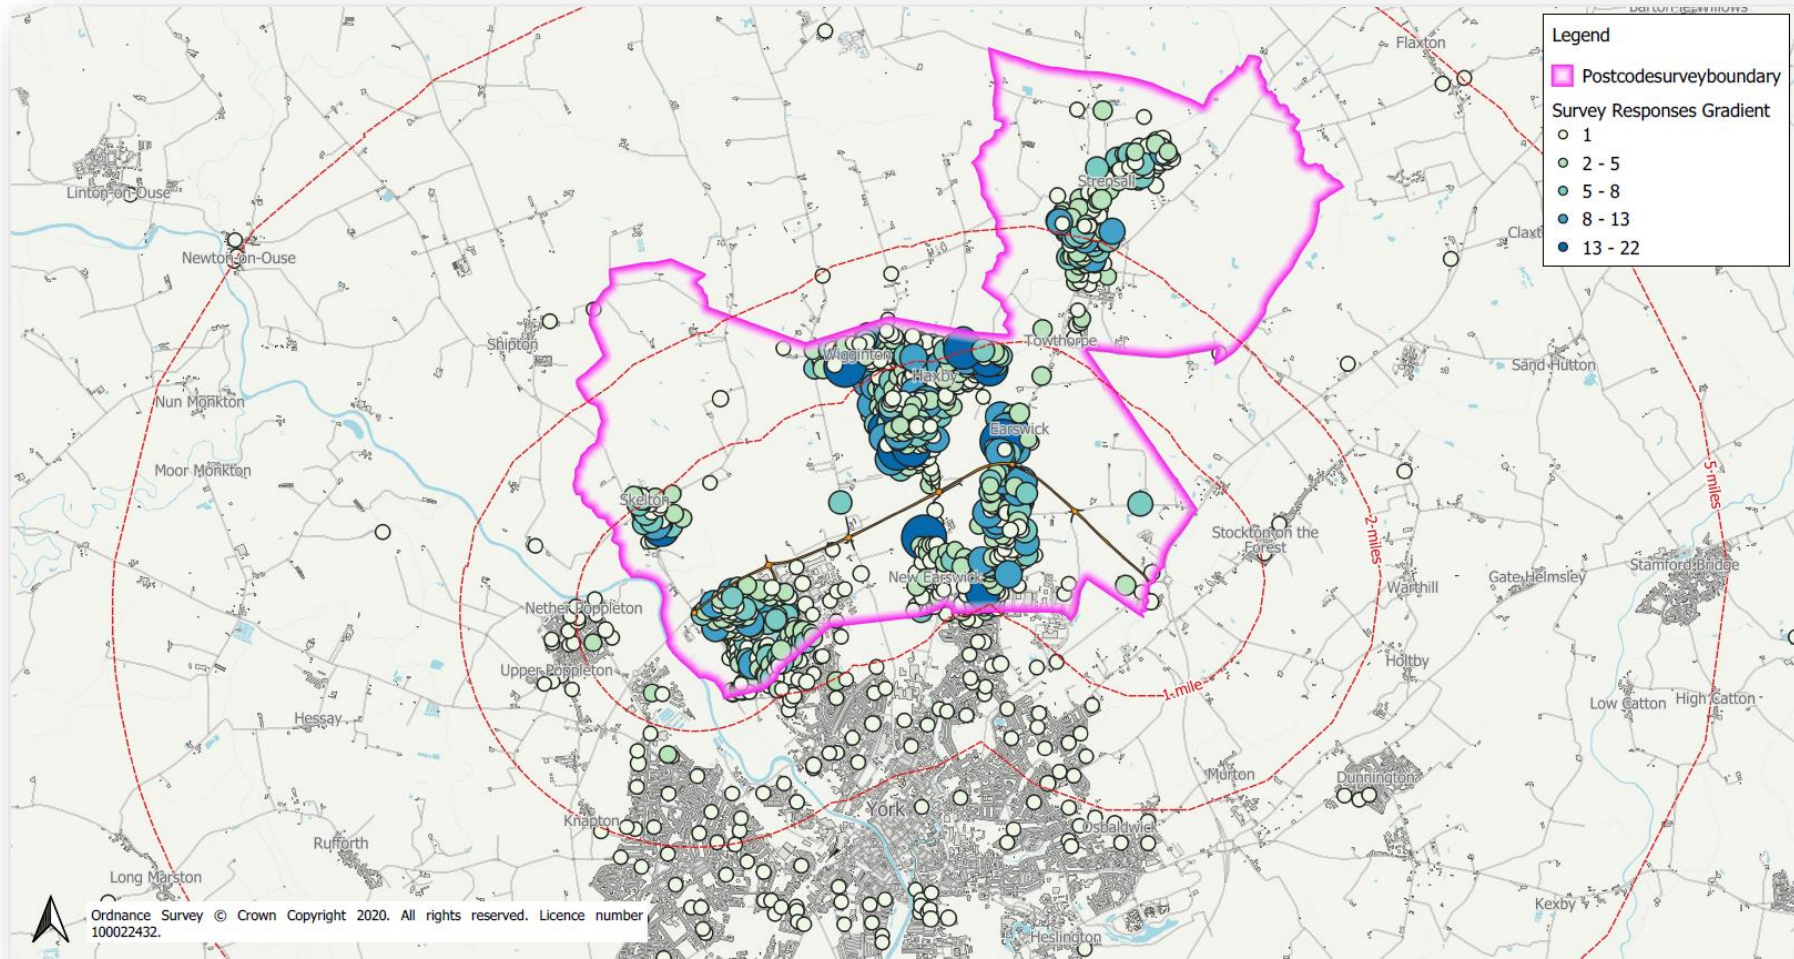 Barton-le-Willows
Flaxton
Legend
Postcodesurveyboundary
Survey Responses Gradient
1
2 - 5
5 - 8
8 - 13
13 - 22
Linton-on-Ouse
Strensall
Newton-on-Ouse
Shipton
Wigginton
Towthorpe
Haxby
Sand Hutton
Nun Monkton
Earswick
Moor Monkton
5 miles
Skelton
2 miles
Stockton on the
Forest
New Earswick
Gate Helmsley
Stamford Bridge
Warthill
Nether Poppleton
Upper Poppleton
Holtby
1 mile
Low Catton
High Catton
Hessay
Murton
Dunnington
York
Knapton
Osbaldwick
Rufforth
Long Marston
Kexby
Heslington
Ordnance Survey © Crown Copyright 2020. All rights reserved. Licence number
100022432.